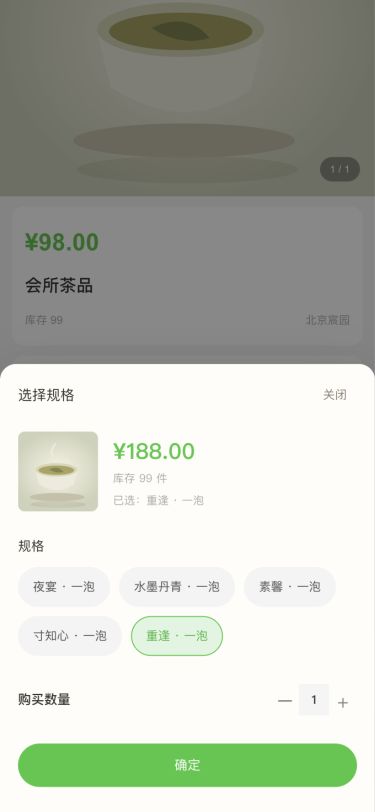 1 / 1
¥98.00
会所茶品
库存 99
北京宸园
选择规格
关闭
¥188.00
库存 99 件
已选：重逢 · 一泡
规格
夜宴 · 一泡
水墨丹青 · 一泡
素馨 · 一泡
寸知心 · 一泡
重逢 · 一泡
购买数量
— 1 +
确定